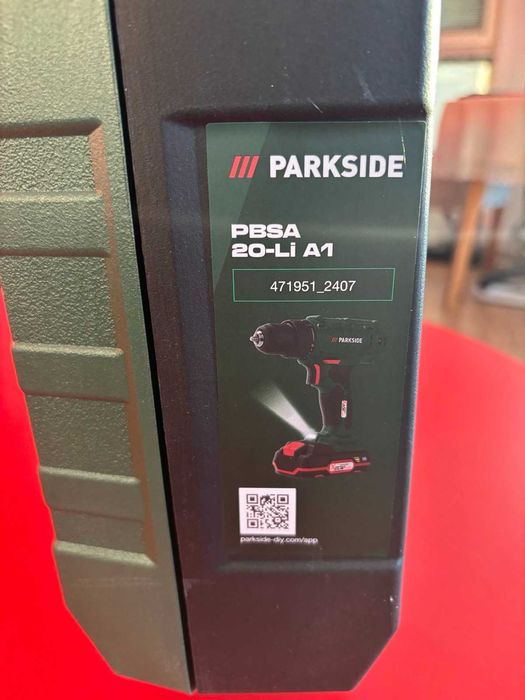 /// PARKSIDE
PBSA
20-Li A1
471951_2407
/// PARKSIDE
parkside-diy.com/app